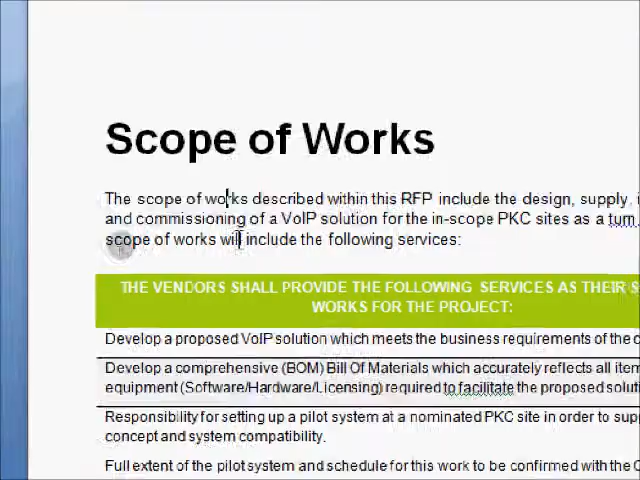 Scope of Works
The scope of works described within this RFP include the design, supply,
and commissioning of a VoIP solution for the in-scope PKC sites as a turn
scope of works will include the following services:
THE VENDORS SHALL PROVIDE THE FOLLOWING SERVICES AS THEIR
WORKS FOR THE PROJECT:
Develop a proposed VoIP solution which meets the business requirements of the
Develop a comprehensive (BOM) Bill Of Materials which accurately reflects all
equipment (Software/Hardware/Licensing) required to facilitate the proposed
Responsibility for setting up a pilot system at a nominated PKC site in order to
concept and system compatibility.
Full extent of the pilot system and schedule for this work to be confirmed with the